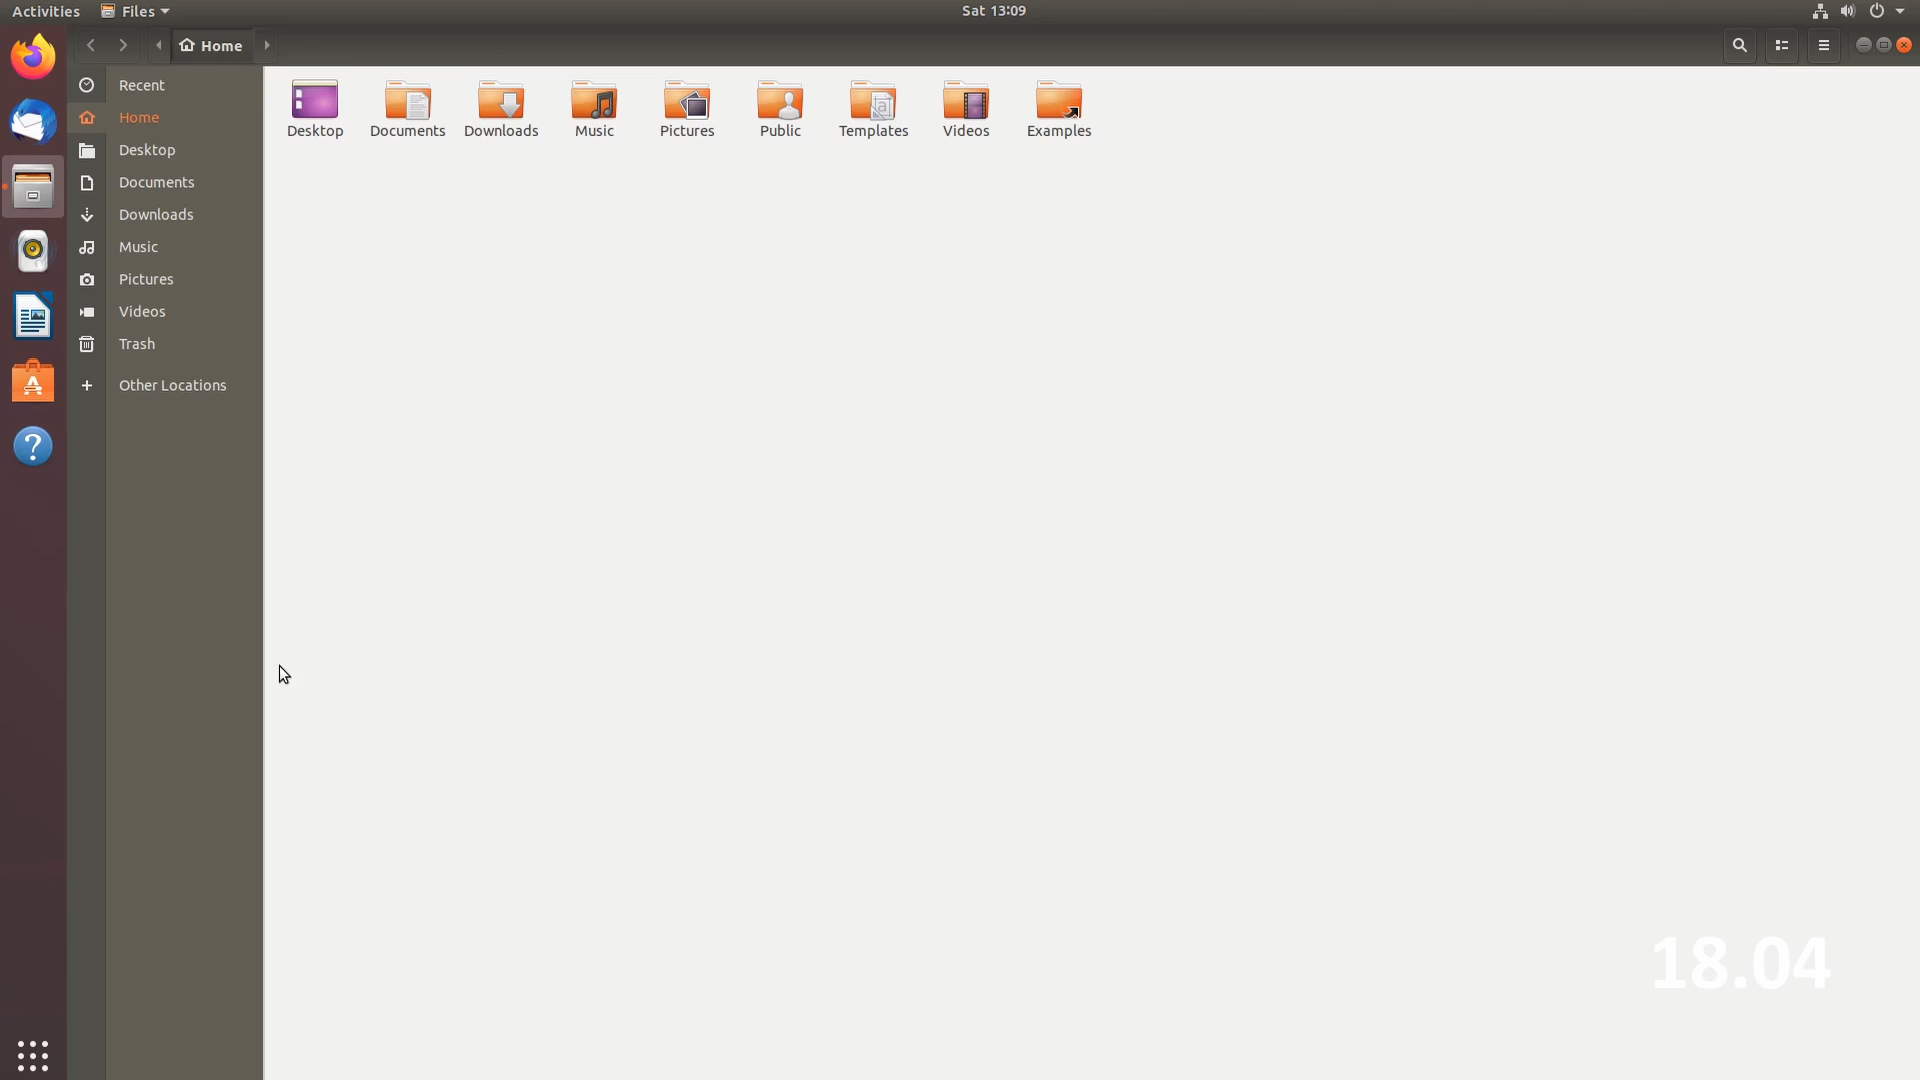 Activities
Files
Sat 13:09
Home
Recent
Home
Desktop
Documents
Downloads
Music
Pictures
Videos
Trash
Other Locations
Desktop
Documents
Downloads
Music
Pictures
Public
Templates
Videos
Examples
18.04